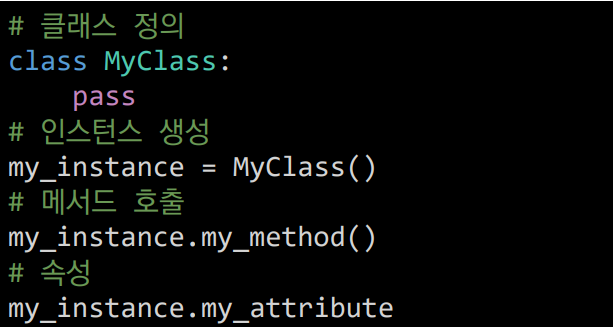 # 클래스 정의
class MyClass:
    pass
# 인스턴스 생성
my_instance = MyClass()
# 메서드 호출
my_instance.my_method()
# 속성
my_instance.my_attribute